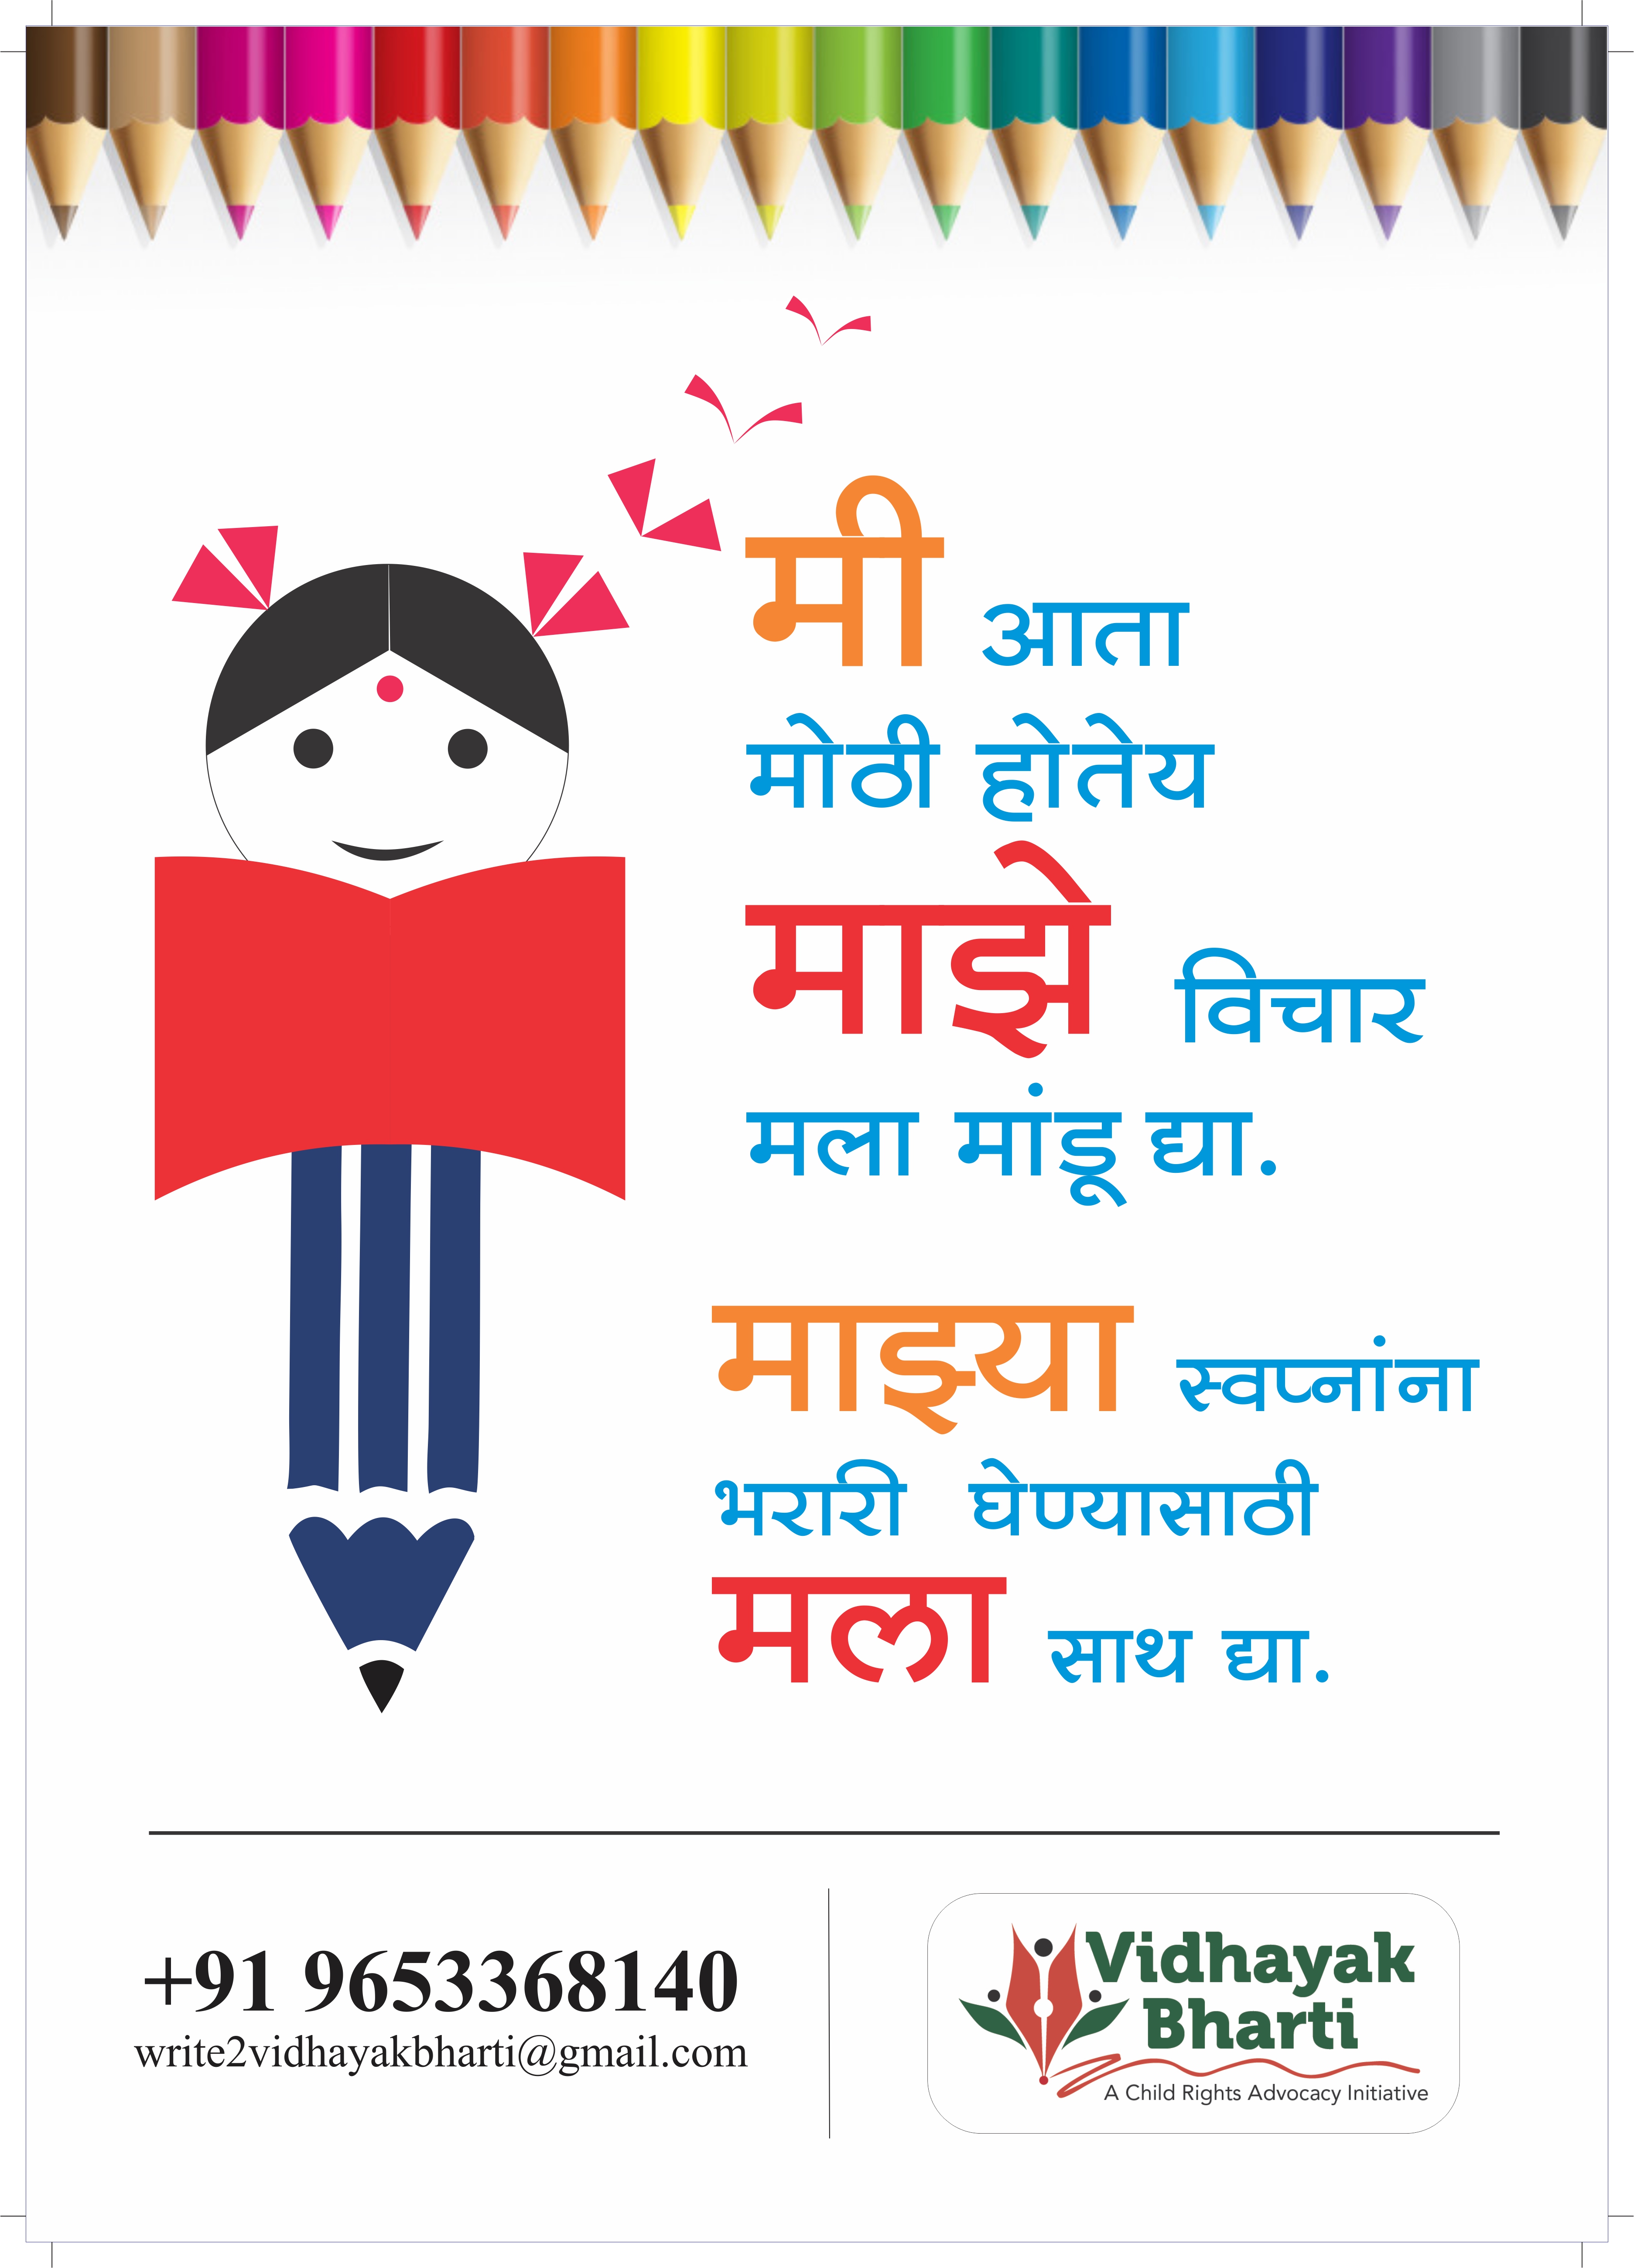 मी आता
मोठी होतेय
माझे विचार
मला मांडू द्या.
माझ्या स्वप्नांना
भरारी घेण्यासाठी
मला साथ द्या.
+91 9653368140
write2vidhayakbharti@gmail.com
Vidhayak
Bharti
A Child Rights Advocacy Initiative